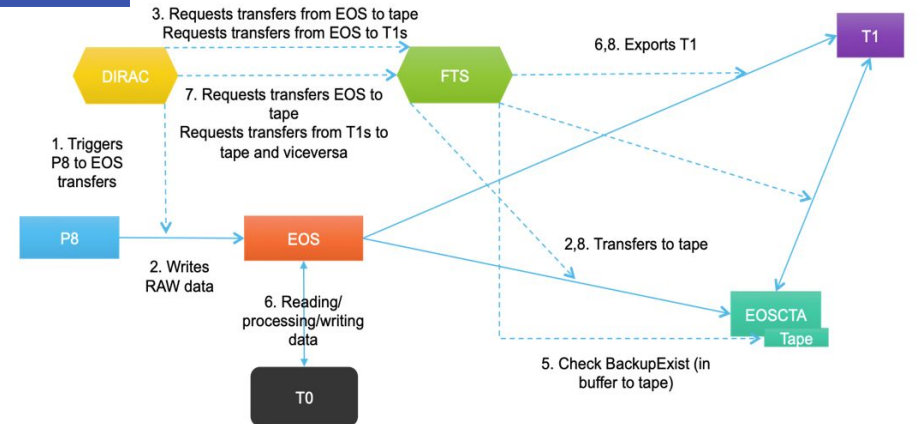 3. Requests transfers from EOS to tape
Requests transfers from EOS to T1s
T1
6,8. Exports T1
DIRAC
FTS
7. Requests transfers EOS to
tape
Requests transfers from T1s to
tape and viceversa
1. Triggers
P8 to EOS
transfers
P8
EOS
2,8. Transfers to tape
2. Writes
RAW data
6. Reading/
processing/writing
data
EOSCTA
Tape
5. Check BackupExist (in
buffer to tape)
T0